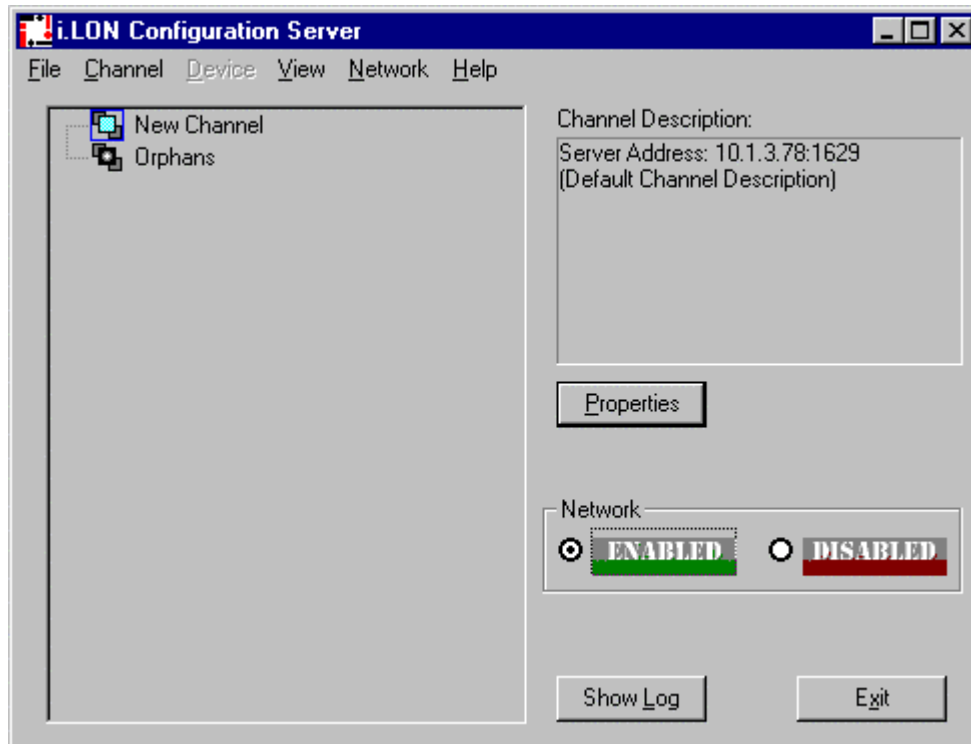 i.LON Configuration Server
File Channel Device View Network Help
New Channel
Orphans
Channel Description:
Server Address: 10.1.3.78:1629
(Default Channel Description)
Properties
Network
ENABLED DISABLED
Show Log Exit